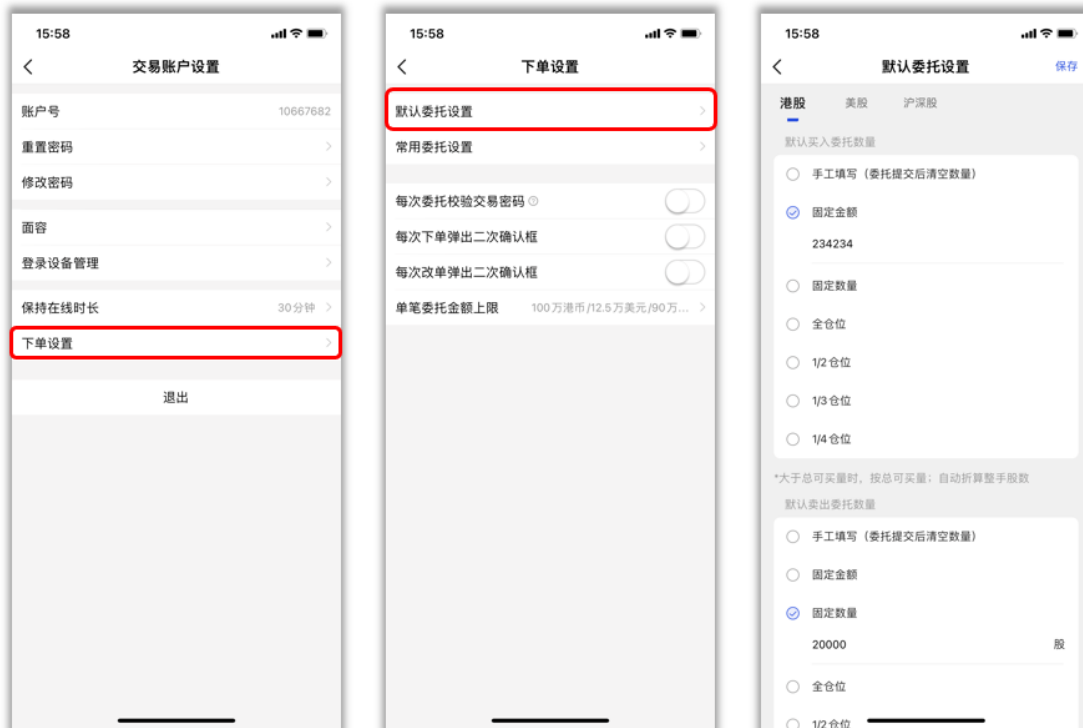 15:58
交易账户设置
账户号 10667682
重置密码
修改密码
面容
登录设备管理
保持在线时长 30分钟
下单设置
退出
15:58
下单设置
默认委托设置
常用委托设置
每次委托校验交易密码
每次下单弹出二次确认框
每次改单弹出二次确认框
单笔委托金额上限 100万港币/12.5万美元/90万...
15:58
默认委托设置 保存
港股 美股 沪深股
默认买入委托数量
手工填写（委托提交后清空数量）
固定金额
234234
固定数量
全仓位
1/2仓位
1/3仓位
1/4仓位
*大于总可买量时，按总可买量；自动折算整手股数
默认卖出委托数量
手工填写（委托提交后清空数量）
固定金额
固定数量
20000 股
全仓位
1/2仓位